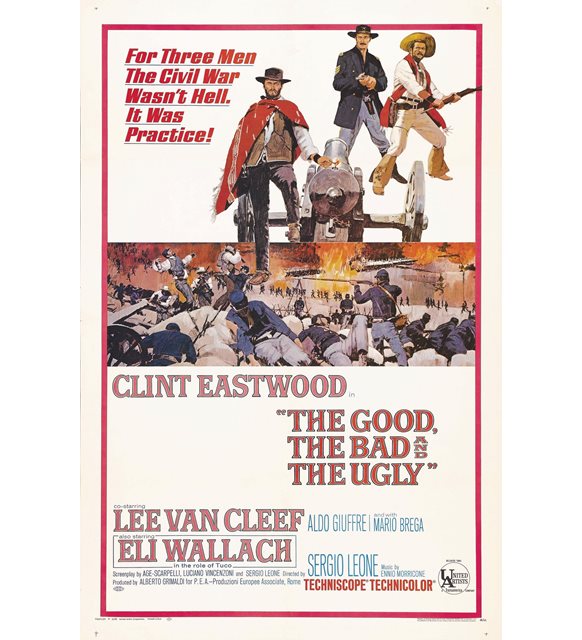 For Three Men
The Civil War
Wasn't Hell.
It Was
Practice!
CLINT EASTWOOD
in
"THE GOOD,
THE BAD AND
THE UGLY"
co-starring
LEE VAN CLEEF
ALDO GIUFFRE
and with
MARIO BREGA
also starring
ELI WALLACH
in the role of Tuco
Screenplay by AGE-SCARPELLI, LUCIANO VINCENZONI and SERGIO LEONE Directed by
SERGIO LEONE
Music by
ENNIO MORRICONE
Produced by ALBERTO GRIMALDI for P.E.A.-Produzioni Europee Associate, Rome
TECHNISCOPE® TECHNICOLOR®
UNITED
ARTISTS